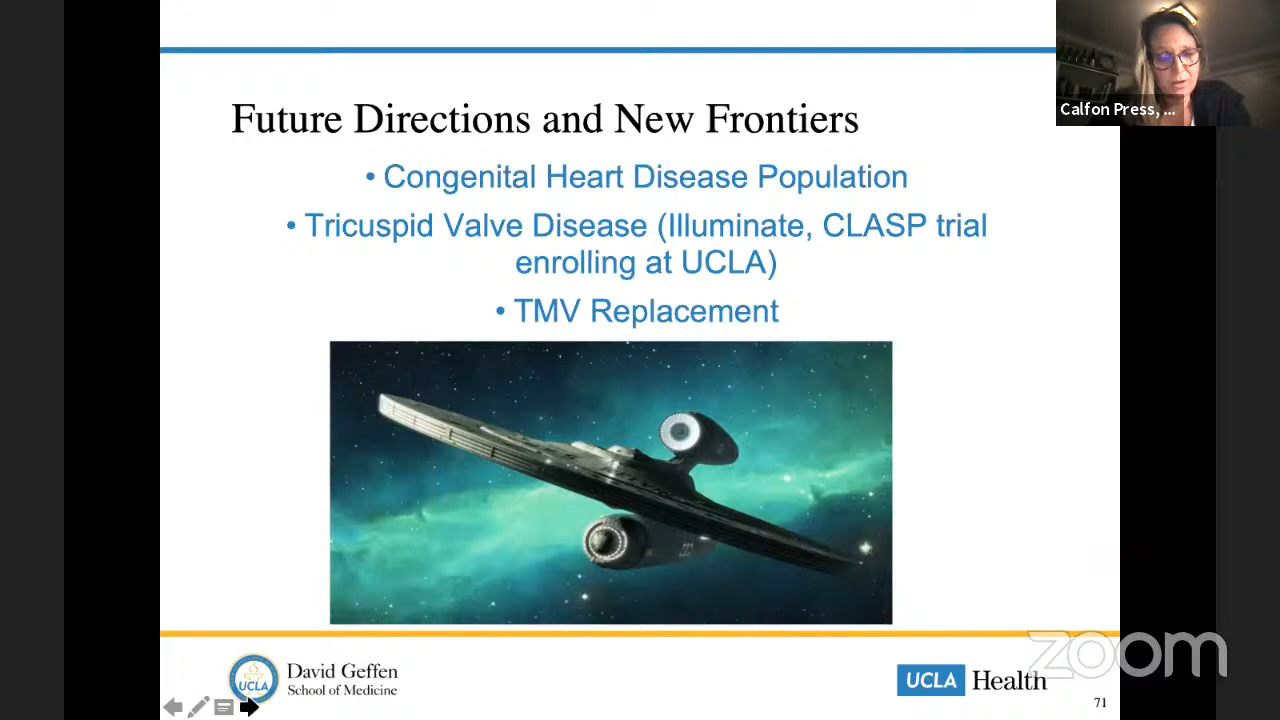 Future Directions and New Frontiers
• Congenital Heart Disease Population
• Tricuspid Valve Disease (Illuminate, CLASP trial
enrolling at UCLA)
• TMV Replacement
Calfon Press, ...
UCLA
David Geffen
School of Medicine
UCLA Health
zoom
71